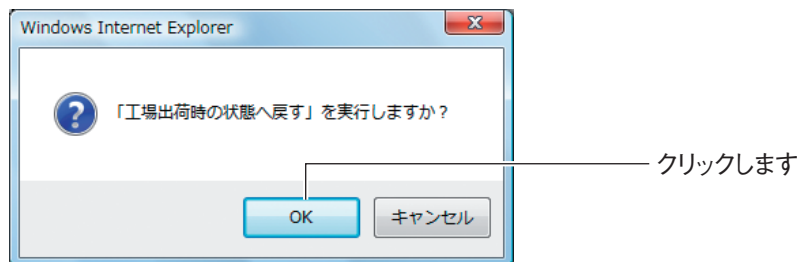 Windows Internet Explorer
「工場出荷時の状態へ戻す」を実行しますか？
クリックします
OK
キャンセル